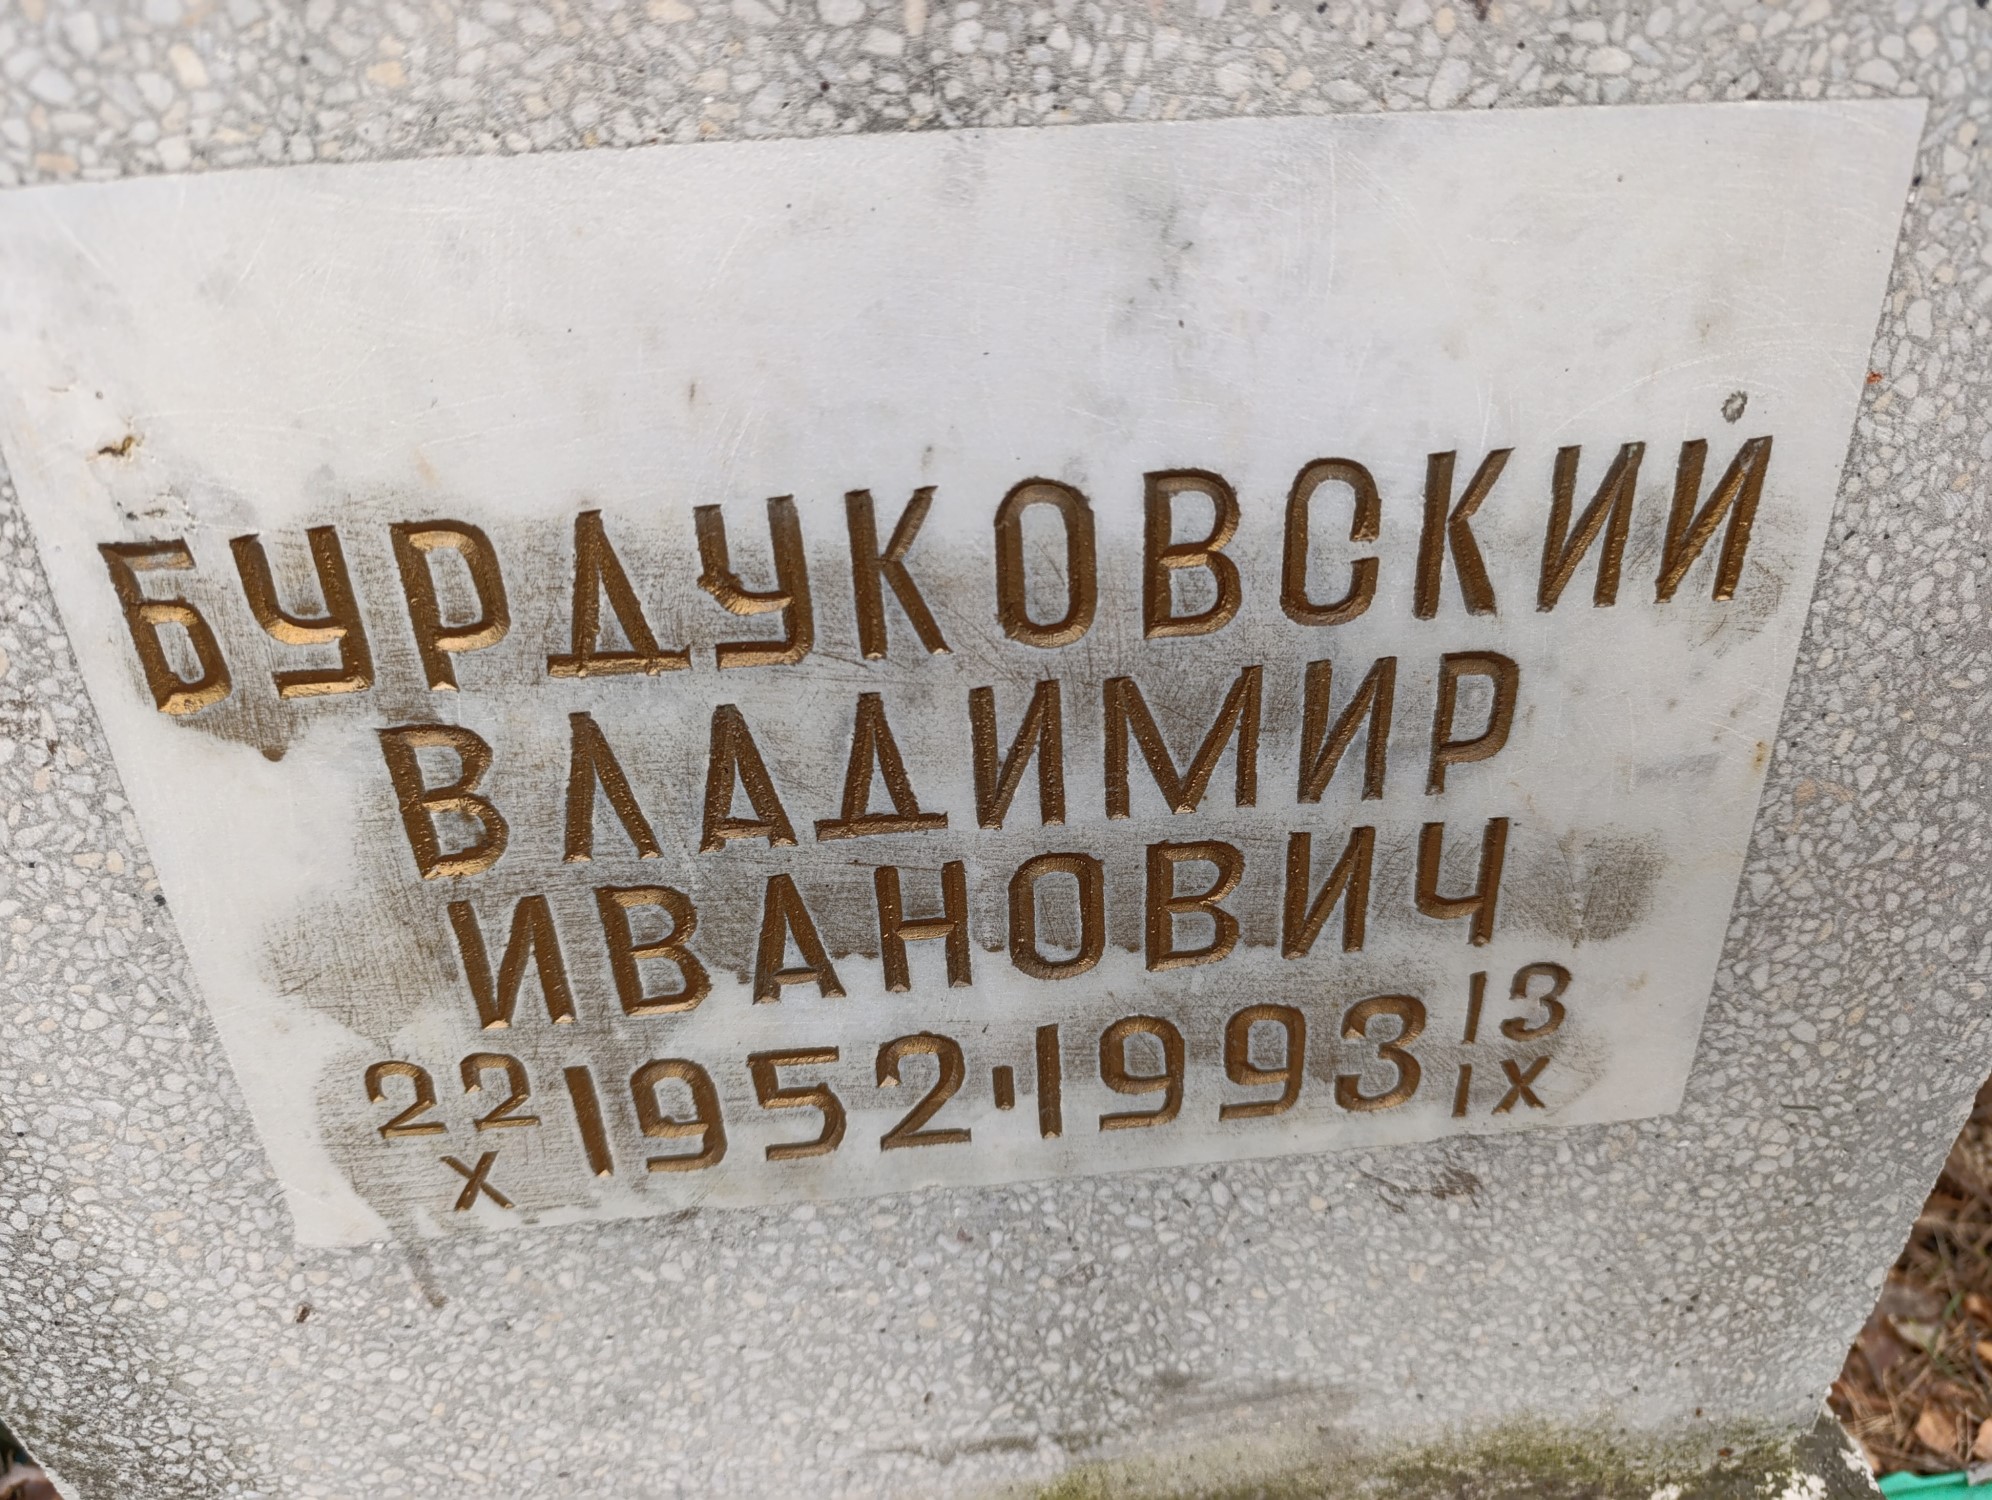 БУРДУКОВСКИЙ
ВЛАДИМИР
ИВАНОВИЧ
22 X 1952-1993 13 IX